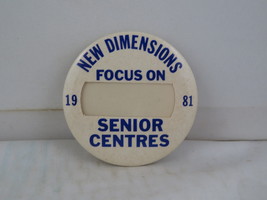 NEW DIMENSIONS
FOCUS ON
19 81
SENIOR
CENTRES